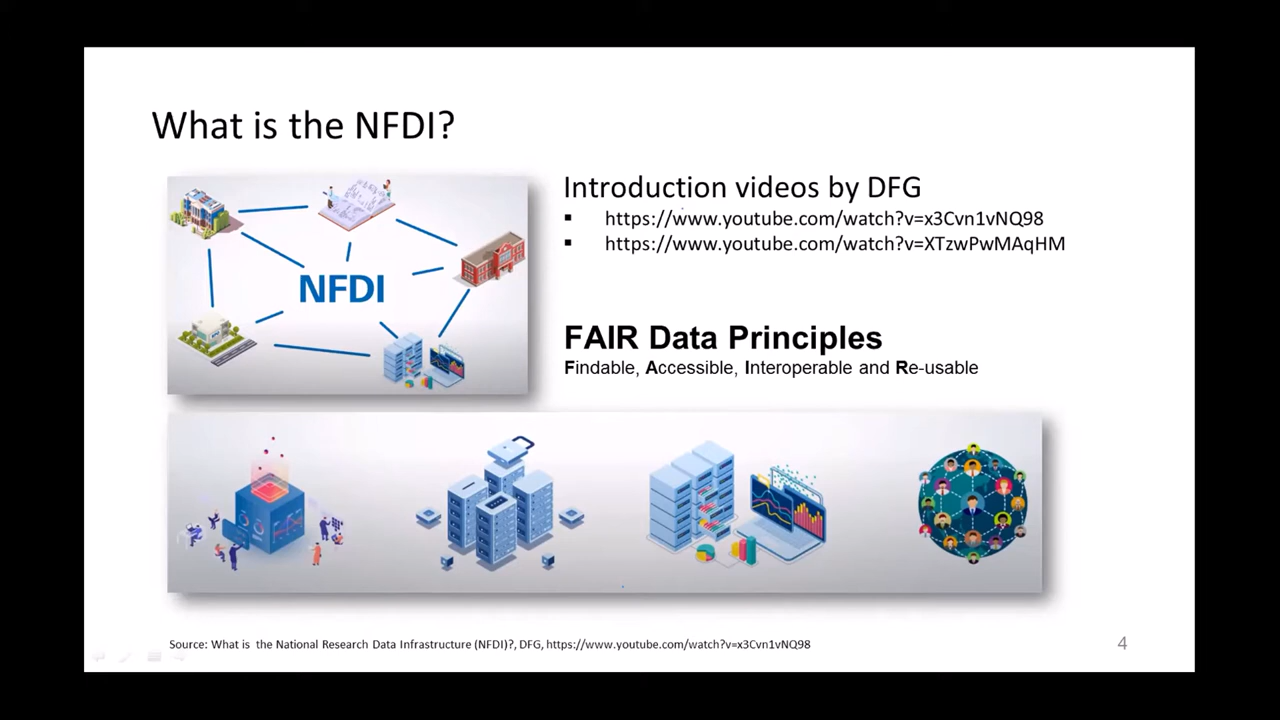 What is the NFDI?
NFDI
Introduction videos by DFG
▪ https://www.youtube.com/watch?v=x3Cvn1vNQ98
▪ https://www.youtube.com/watch?v=XTzwPwMAqHM
FAIR Data Principles
Findable, Accessible, Interoperable and Re-usable
Source: What is the National Research Data Infrastructure (NFDI)?, DFG, https://www.youtube.com/watch?v=x3Cvn1vNQ98
4